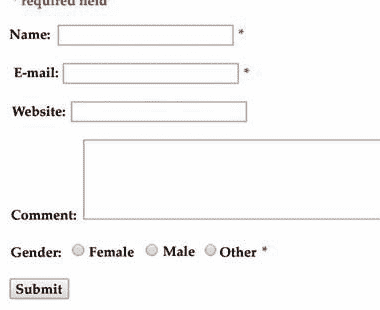 * required field
Name: *
E-mail: *
Website:
Comment:
Gender: Female Male Other *
Submit